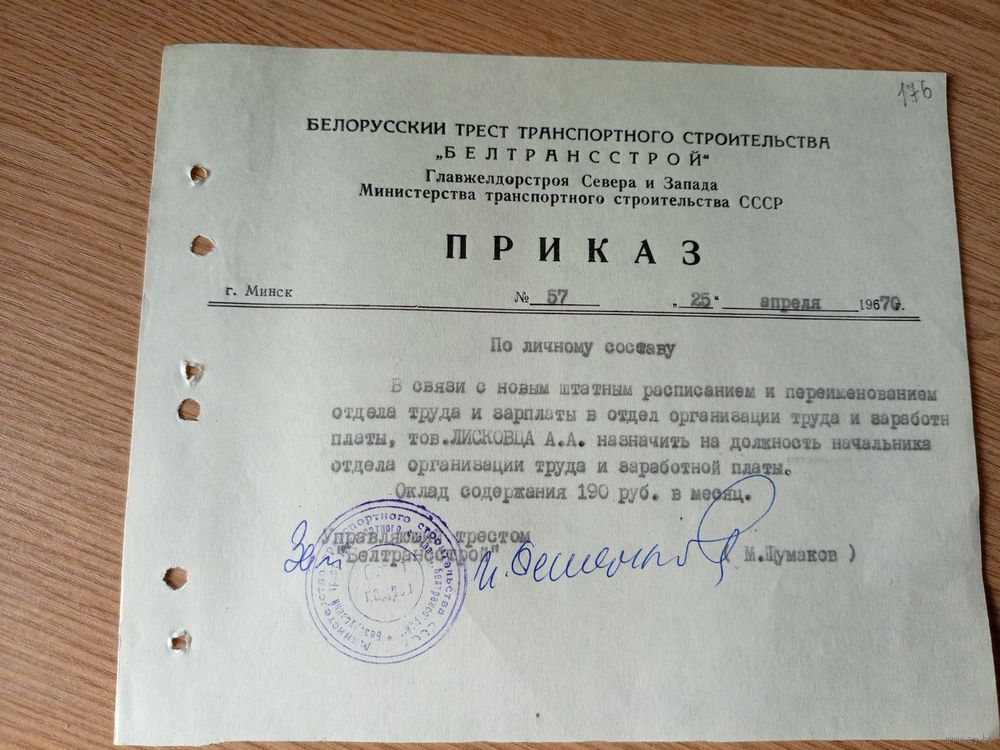 176
БЕЛОРУССКИЙ ТРЕСТ ТРАНСПОРТНОГО СТРОИТЕЛЬСТВА
„БЕЛТРАНССТРОЙ“
Главжелдорстроя Севера и Запада
Министерства транспортного строительства СССР
ПРИКАЗ
г. Минск № 57 „25“ апреля 19670г.
По личному составу
В связи с новым штатным расписанием и переименованием
отдела труда и зарплаты в отдел организации труда и заработн
платы, тов.ЛИСКОВЦА А.А. назначить на должность начальника
отдела организации труда и заработной платы.
Оклад содержания 190 руб. в месяц.
Зам Управляющий трестом
"Белтрансстрой" ( М.Шумаков )